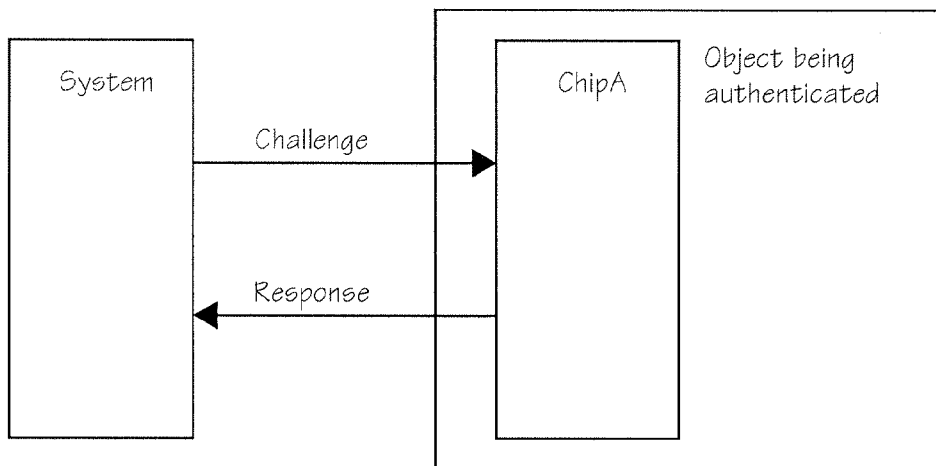 System
ChipA
Object being
authenticated
Challenge
Response